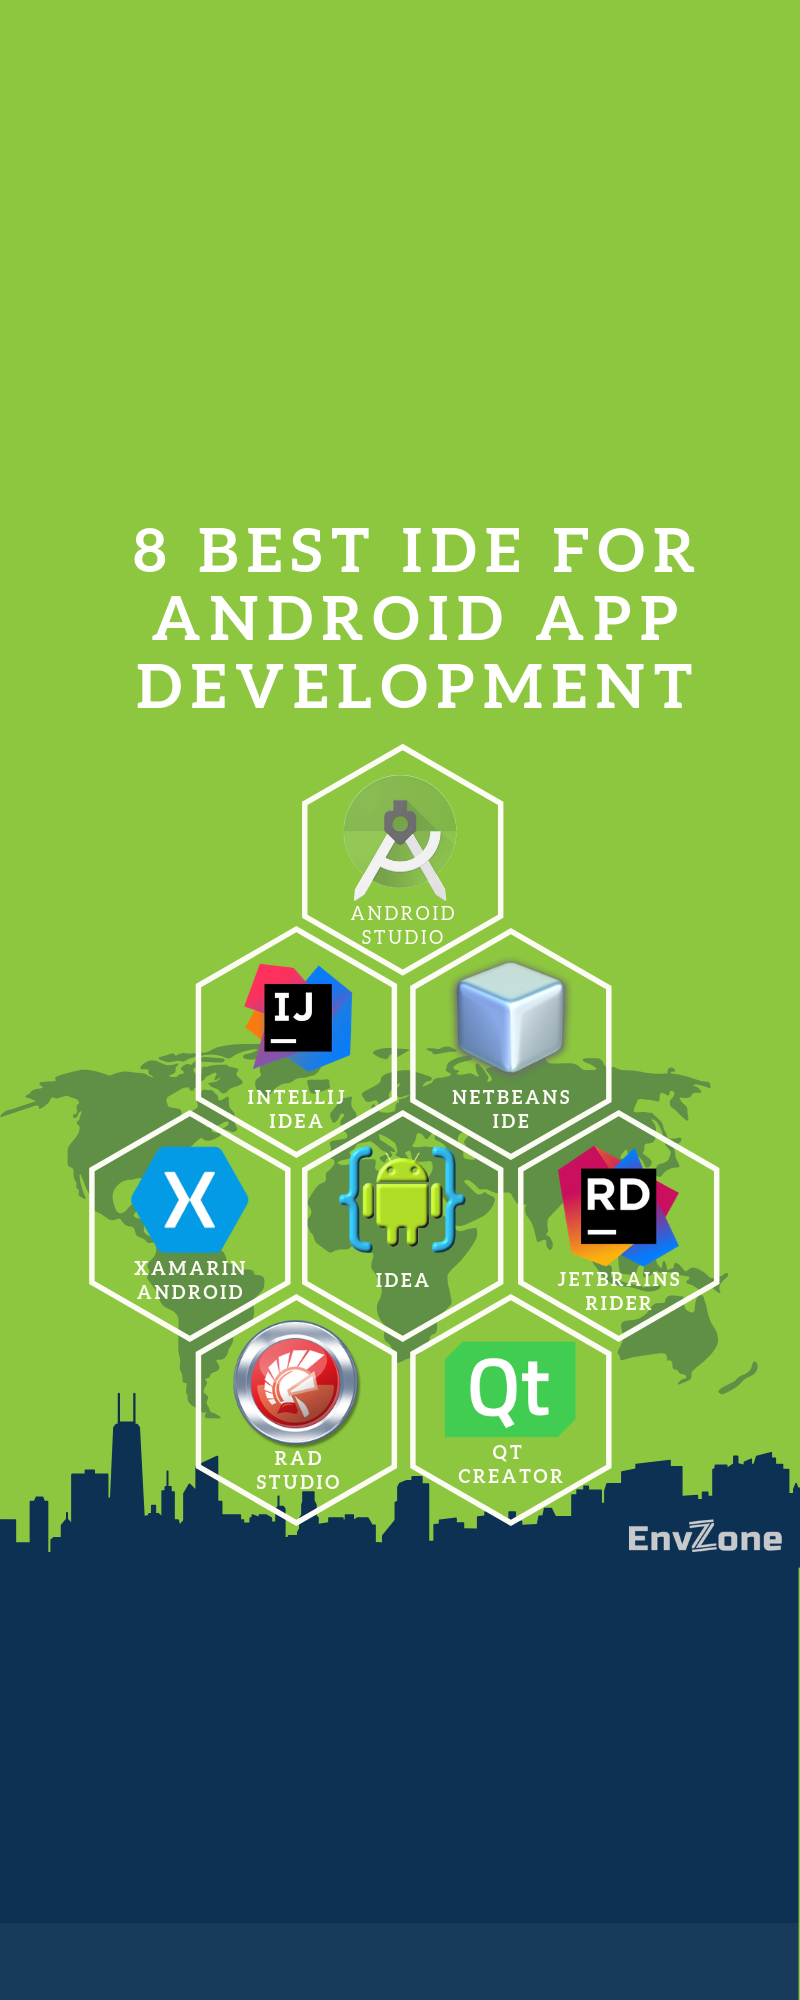 8 BEST IDE FOR
ANDROID APP
DEVELOPMENT
ANDROID
STUDIO
IJ
INTELLIJ
IDEA
NETBEANS
IDE
X
XAMARIN
ANDROID
{ }
IDEA
RD
JETBRAINS
RIDER
RAD
STUDIO
Qt
QT
CREATOR
EnvZone